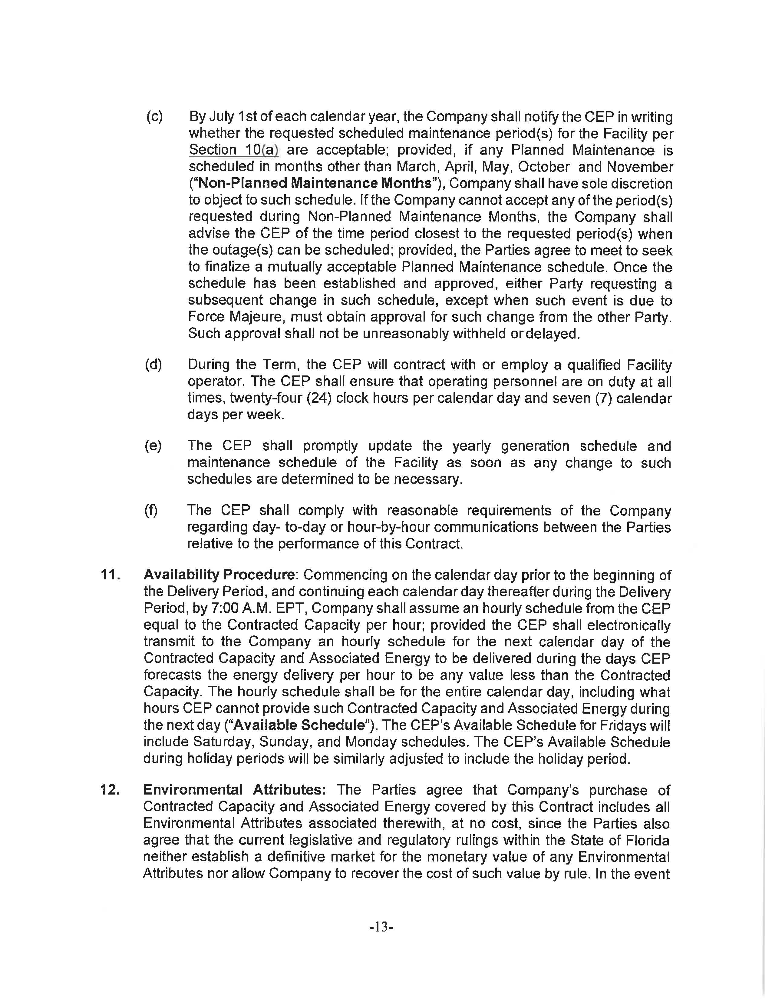 (c) By July 1st of each calendar year, the Company shall notify the CEP in writing
whether the requested scheduled maintenance period(s) for the Facility per
Section 10(a) are acceptable; provided, if any Planned Maintenance is
scheduled in months other than March, April, May, October and November
(“Non-Planned Maintenance Months”), Company shall have sole discretion
to object to such schedule. If the Company cannot accept any of the period(s)
requested during Non-Planned Maintenance Months, the Company shall
advise the CEP of the time period closest to the requested period(s) when
the outage(s) can be scheduled; provided, the Parties agree to meet to seek
to finalize a mutually acceptable Planned Maintenance schedule. Once the
schedule has been established and approved, either Party requesting a
subsequent change in such schedule, except when such event is due to
Force Majeure, must obtain approval for such change from the other Party.
Such approval shall not be unreasonably withheld or delayed.
(d) During the Term, the CEP will contract with or employ a qualified Facility
operator. The CEP shall ensure that operating personnel are on duty at all
times, twenty-four (24) clock hours per calendar day and seven (7) calendar
days per week.
(e) The CEP shall promptly update the yearly generation schedule and
maintenance schedule of the Facility as soon as any change to such
schedules are determined to be necessary.
(f) The CEP shall comply with reasonable requirements of the Company
regarding day- to-day or hour-by-hour communications between the Parties
relative to the performance of this Contract.
11. Availability Procedure: Commencing on the calendar day prior to the beginning of
the Delivery Period, and continuing each calendar day thereafter during the Delivery
Period, by 7:00 A.M. EPT, Company shall assume an hourly schedule from the CEP
equal to the Contracted Capacity per hour; provided the CEP shall electronically
transmit to the Company an hourly schedule for the next calendar day of the
Contracted Capacity and Associated Energy to be delivered during the days CEP
forecasts the energy delivery per hour to be any value less than the Contracted
Capacity. The hourly schedule shall be for the entire calendar day, including what
hours CEP cannot provide such Contracted Capacity and Associated Energy during
the next day (“Available Schedule”). The CEP’s Available Schedule for Fridays will
include Saturday, Sunday, and Monday schedules. The CEP’s Available Schedule
during holiday periods will be similarly adjusted to include the holiday period.
12. Environmental Attributes: The Parties agree that Company’s purchase of
Contracted Capacity and Associated Energy covered by this Contract includes all
Environmental Attributes associated therewith, at no cost, since the Parties also
agree that the current legislative and regulatory rulings within the State of Florida
neither establish a definitive market for the monetary value of any Environmental
Attributes nor allow Company to recover the cost of such value by rule. In the event
-13-